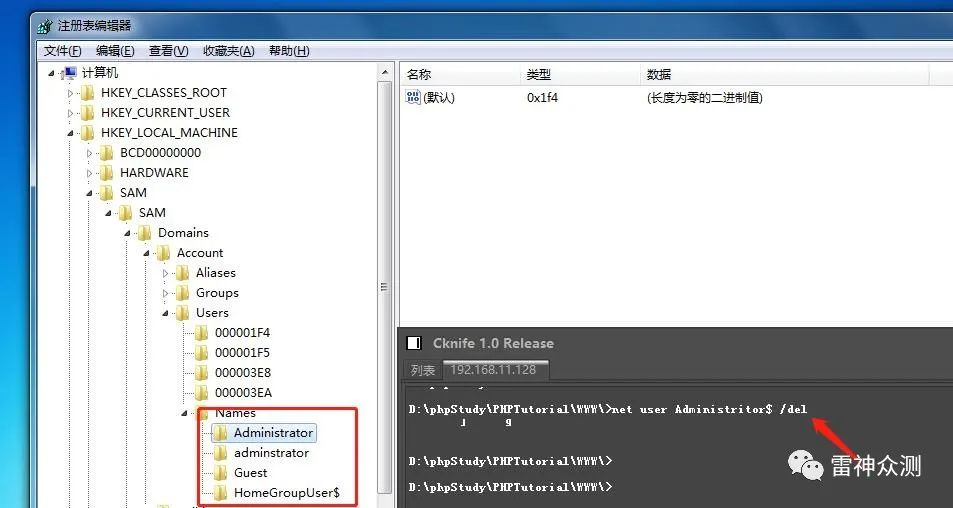 注册表编辑器
文件(F) 编辑(E) 查看(V) 收藏夹(A) 帮助(H)
计算机
HKEY_CLASSES_ROOT
HKEY_CURRENT_USER
HKEY_LOCAL_MACHINE
BCD00000000
HARDWARE
SAM
SAM
Domains
Account
Aliases
Groups
Users
000001F4
000001F5
000003E8
000003EA
Names
Administrator
adminstrator
Guest
HomeGroupUser$
名称 类型 数据
(默认) 0x1f4 (长度为零的二进制值)
Cknife 1.0 Release
列表 192.168.11.128
D:\phpStudy\PHPTutorial\WWW\>net user Administritor$ /del
D:\phpStudy\PHPTutorial\WWW\>
D:\phpStudy\PHPTutorial\WWW\>
雷神众测